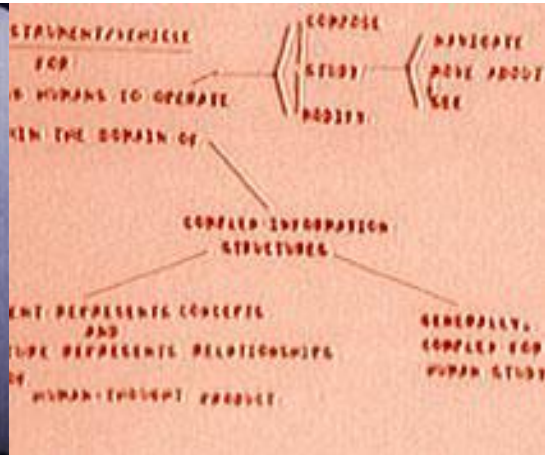 STRUMENT/VEHICLE
FOR:
HUMANS TO OPERATE
HIN THE DOMAIN OF:
COMPOSE
STUDY
MODIFY
NAVIGATE
MOVE ABOUT
SEE
COMPLEX INFORMATION
STRUCTURES
ENT REPRESENTS CONCEPTS
AND
URE REPRESENTS RELATIONSHIPS
OF
HUMAN-THOUGHT PRODUCT
GENERALLY,
COMPLEX FOR
HUMAN STUDY